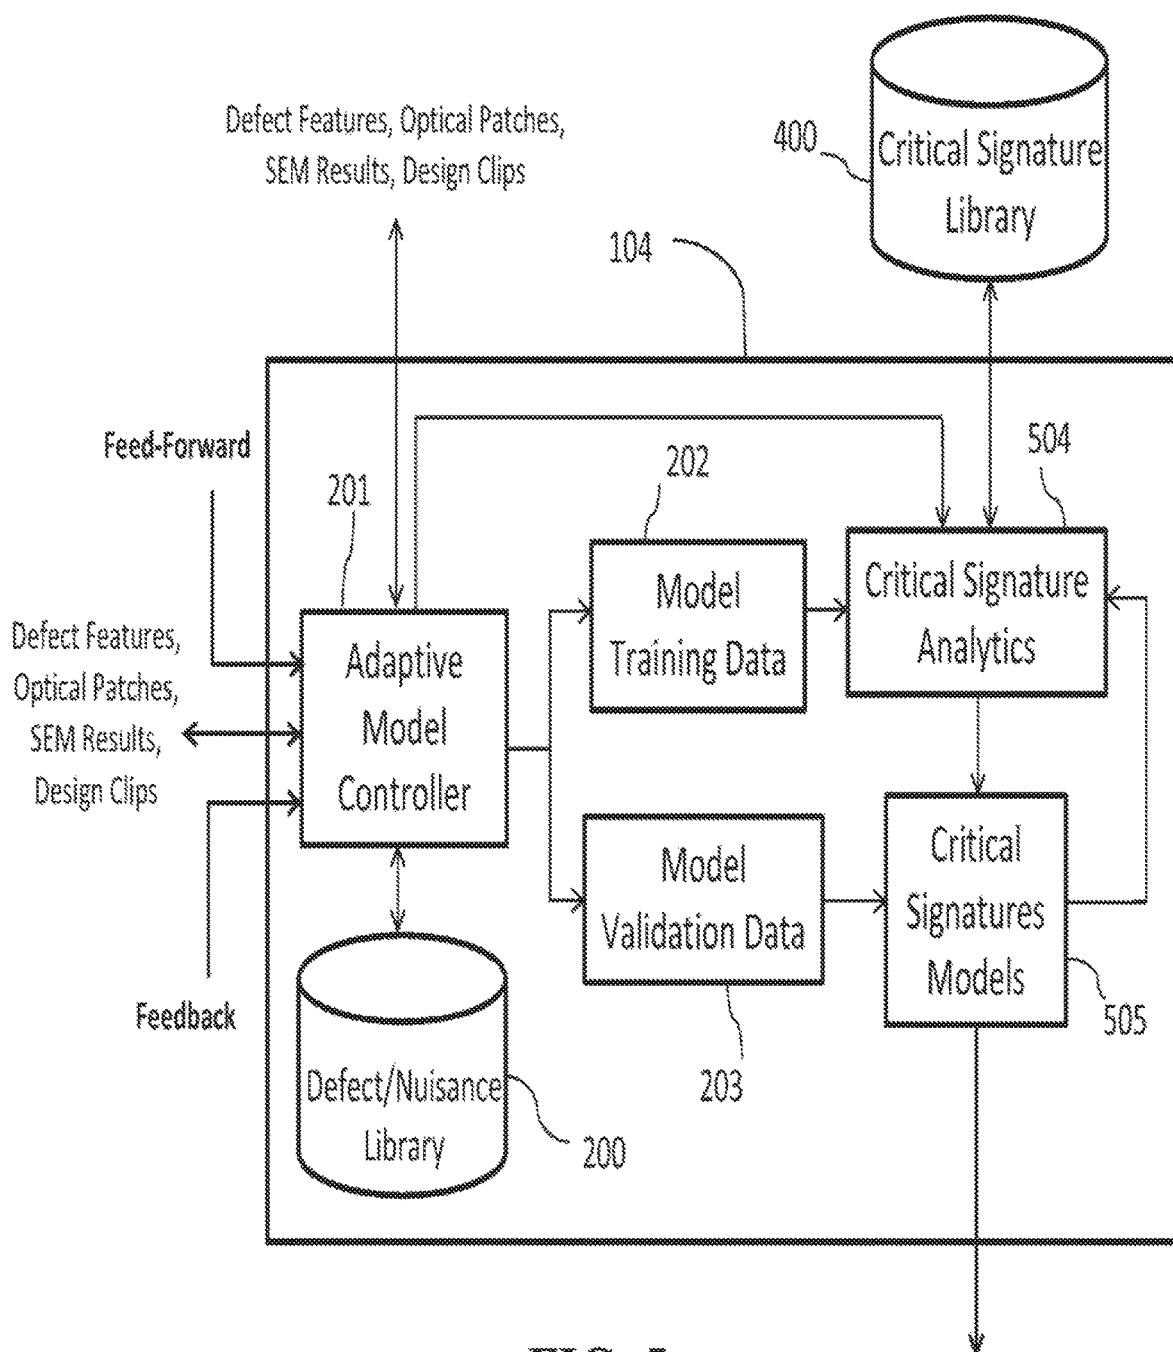 Defect Features, Optical Patches,
SEM Results, Design Clips
400
Critical Signature
Library
104
Feed-Forward
201
202
504
Model
Training Data
Critical Signature
Analytics
Defect Features,
Optical Patches,
SEM Results,
Design Clips
Adaptive
Model
Controller
Model
Validation Data
Critical
Signatures
Models
Feedback
505
203
Defect/Nuisance
Library
200